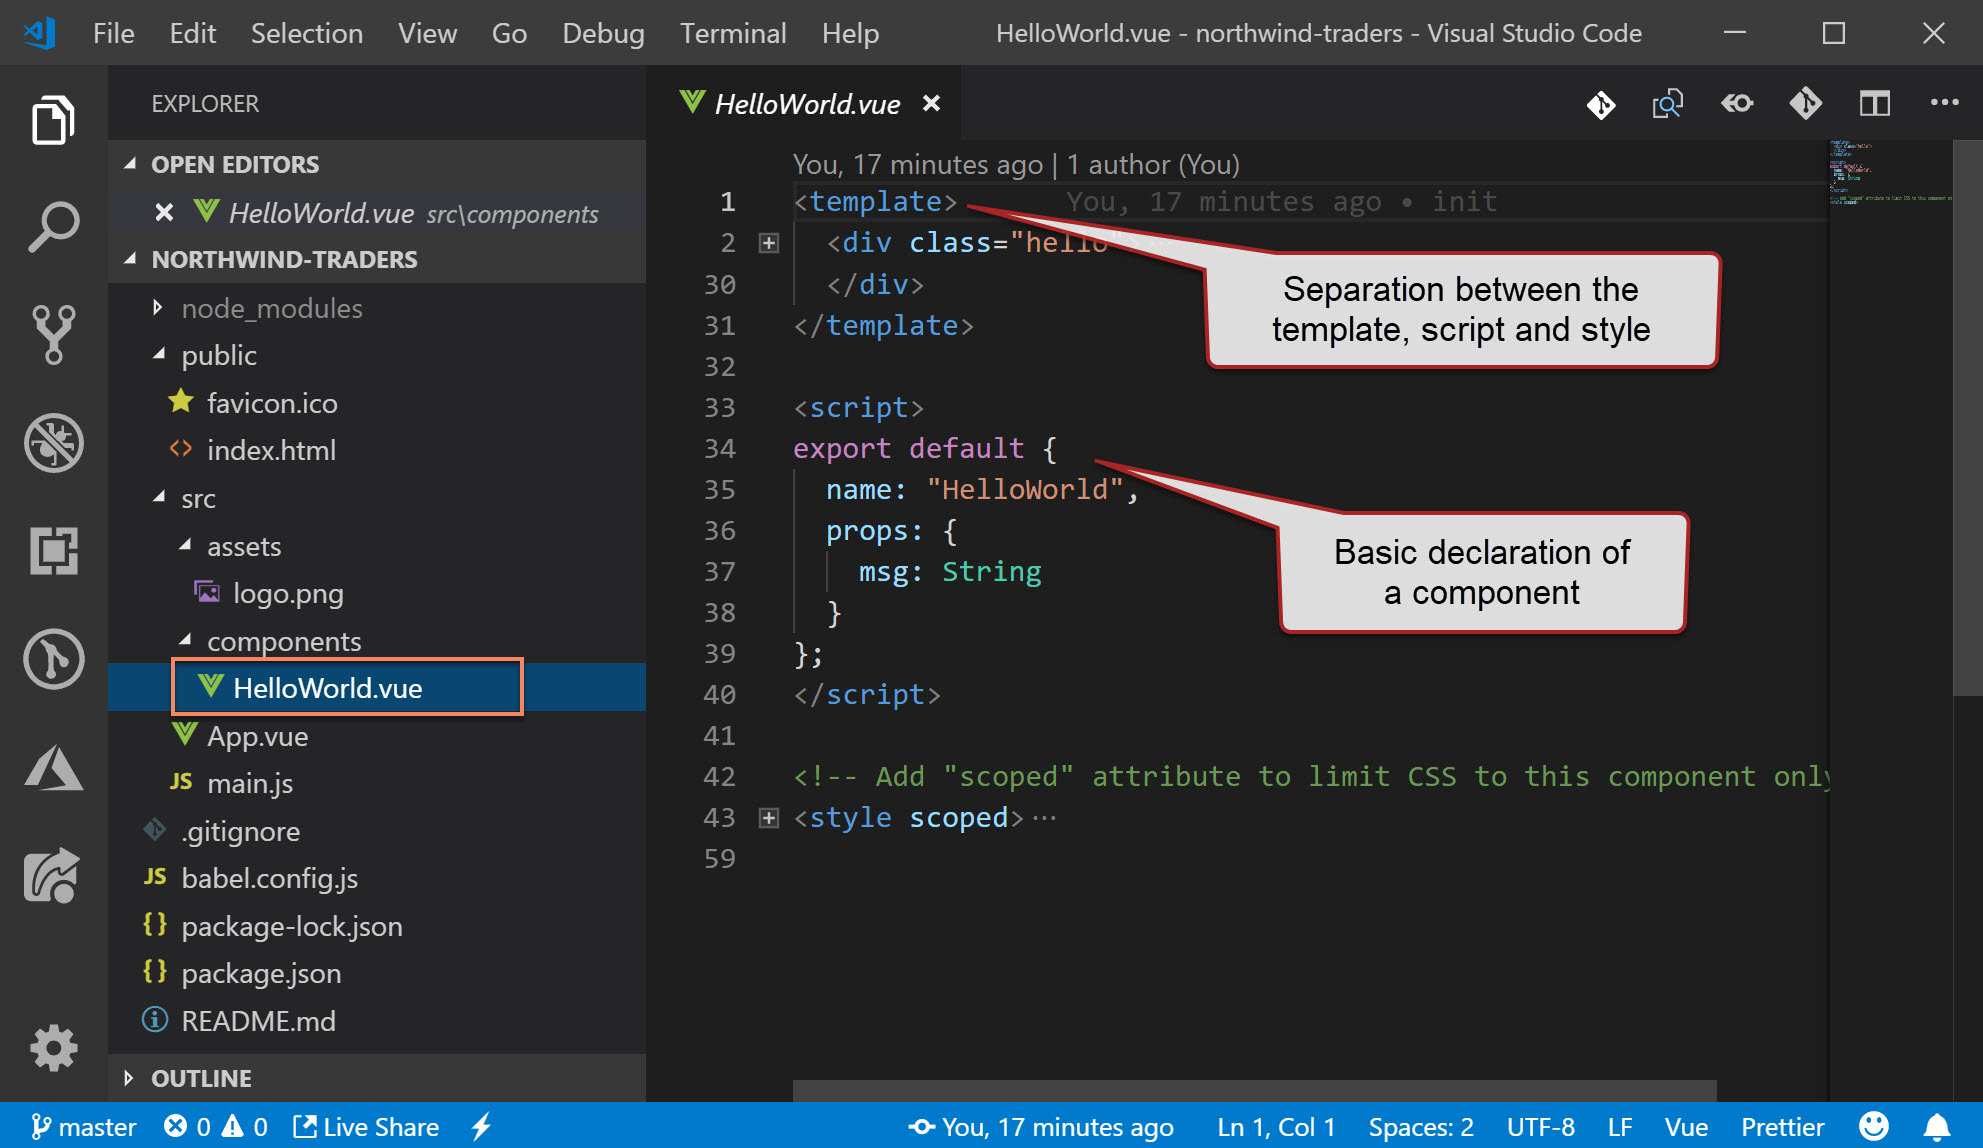 File Edit Selection View Go Debug Terminal Help HelloWorld.vue - northwind-traders - Visual Studio Code
EXPLORER
OPEN EDITORS
HelloWorld.vue src\components
NORTHWIND-TRADERS
node_modules
public
favicon.ico
index.html
src
assets
logo.png
components
HelloWorld.vue
App.vue
JS main.js
.gitignore
JS babel.config.js
{} package-lock.json
{} package.json
README.md
OUTLINE
HelloWorld.vue
You, 17 minutes ago | 1 author (You)
1 <template> You, 17 minutes ago • init
2 <div class="hello"
30 </div>
31 </template>
32
33 <script>
34 export default {
35 name: "HelloWorld",
36 props: {
37 msg: String
38 }
39 };
40 </script>
41
42 <!-- Add "scoped" attribute to limit CSS to this component only
43 <style scoped>···
59
Separation between the
template, script and style
Basic declaration of
a component
master 0 0 Live Share You, 17 minutes ago Ln 1, Col 1 Spaces: 2 UTF-8 LF Vue Prettier